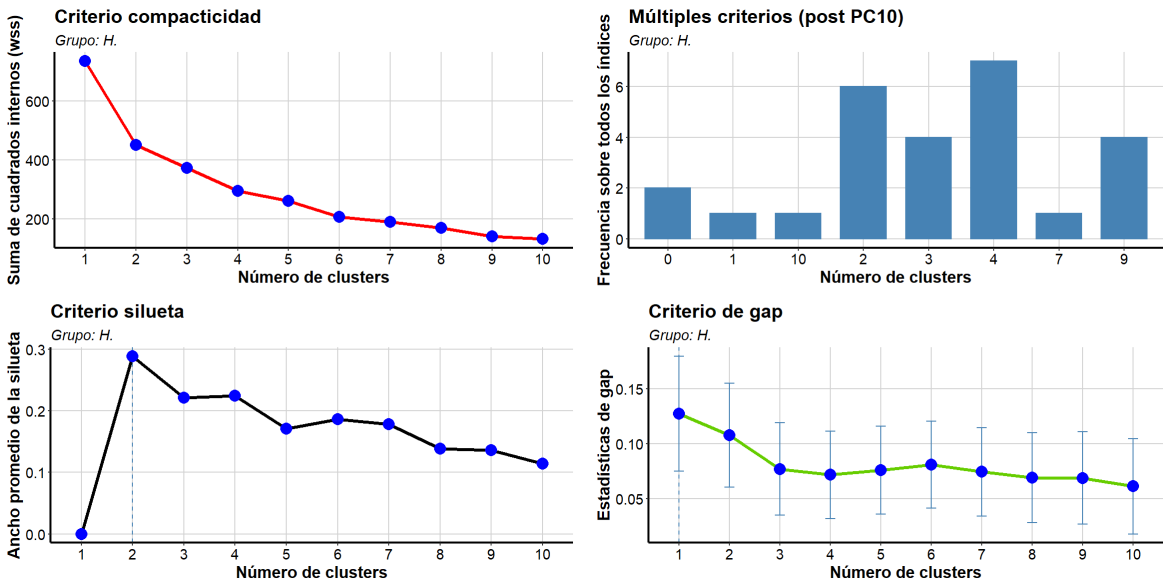 Criterio compacticidad
Grupo: H.
Suma de cuadrados internos (wss)
600
400
200
1 2 3 4 5 6 7 8 9 10
Número de clusters
Múltiples criterios (post PC10)
Grupo: H.
Frecuencia sobre todos los índices
6
4
2
0
0 1 10 2 3 4 7 9
Número de clusters
Criterio silueta
Grupo: H.
Ancho promedio de la silueta
0.3
0.2
0.1
0.0
1 2 3 4 5 6 7 8 9 10
Número de clusters
Criterio de gap
Grupo: H.
Estadísticas de gap
0.15
0.10
0.05
1 2 3 4 5 6 7 8 9 10
Número de clusters